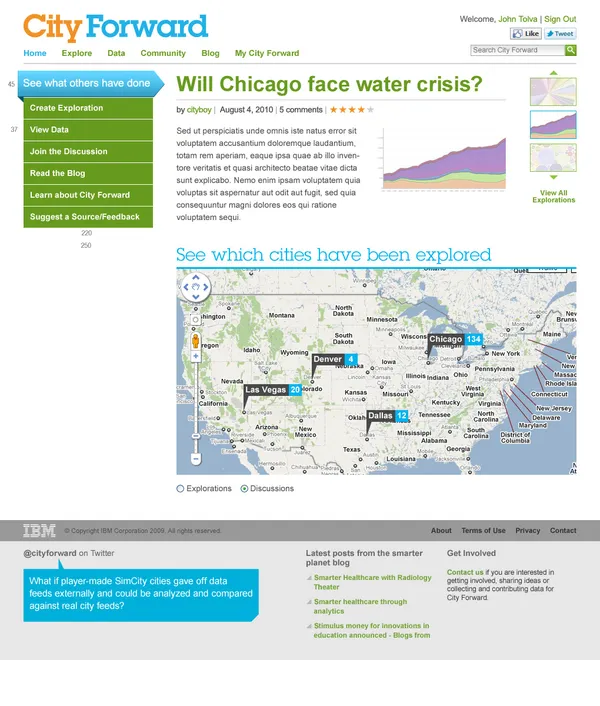 City Forward
Welcome, John Tolva | Sign Out
Like
Tweet
Home Explore Data Community Blog My City Forward
Search City Forward
45
See what others have done
Create Exploration
37
View Data
Join the Discussion
Read the Blog
Learn about City Forward
Suggest a Source/Feedback
220
250
Will Chicago face water crisis?
by cityboy | August 4, 2010 | 5 comments |
Sed ut perspiciatis unde omnis iste natus error sit
voluptatem accusantium doloremque laudantium,
totam rem aperiam, eaque ipsa quae ab illo inven-
tore veritatis et quasi architecto beatae vitae dicta
sunt explicabo. Nemo enim ipsam voluptatem quia
voluptas sit aspernatur aut odit aut fugit, sed quia
consequuntur magni dolores eos qui ratione
voluptatem sequi.
View All
Explorations
See which cities have been explored
Ontario
Winnipeg
Montana
North
Dakota
Minnesota
South
Dakota
Wisconsin
Maine
Oregon
Idaho
Wyoming
Chicago 134
New York
Denver 4
Nebraska
Iowa
Illinois
Indiana
Ohio
Pennsylvania
Massachusetts
Rhode Island
Connecticut
New Jersey
Delaware
Maryland
District of
Columbia
Nevada
Las Vegas 20
Colorado
Kansas
Missouri
West
Virginia
Kentucky
Virginia
California
Dallas 12
Tennessee
North
Carolina
Arizona
New
Mexico
Albuquerque
Mississippi
Alabama
South
Carolina
Texas
Louisiana
Georgia
Explorations Discussions
IBM © Copyright IBM Corporation 2009. All rights reserved.
About Terms of Use Privacy Contact
@cityforward on Twitter
What if player-made SimCity cities gave off data
feeds externally and could be analyzed and compared
against real city feeds?
Latest posts from the smarter
planet blog
Smarter Healthcare with Radiology
Theater
Smarter healthcare through
analytics
Stimulus money for innovations in
education announced - Blogs from
Get Involved
Contact us if you are interested in
getting involved, sharing ideas or
collecting and contributing data for
City Forward.